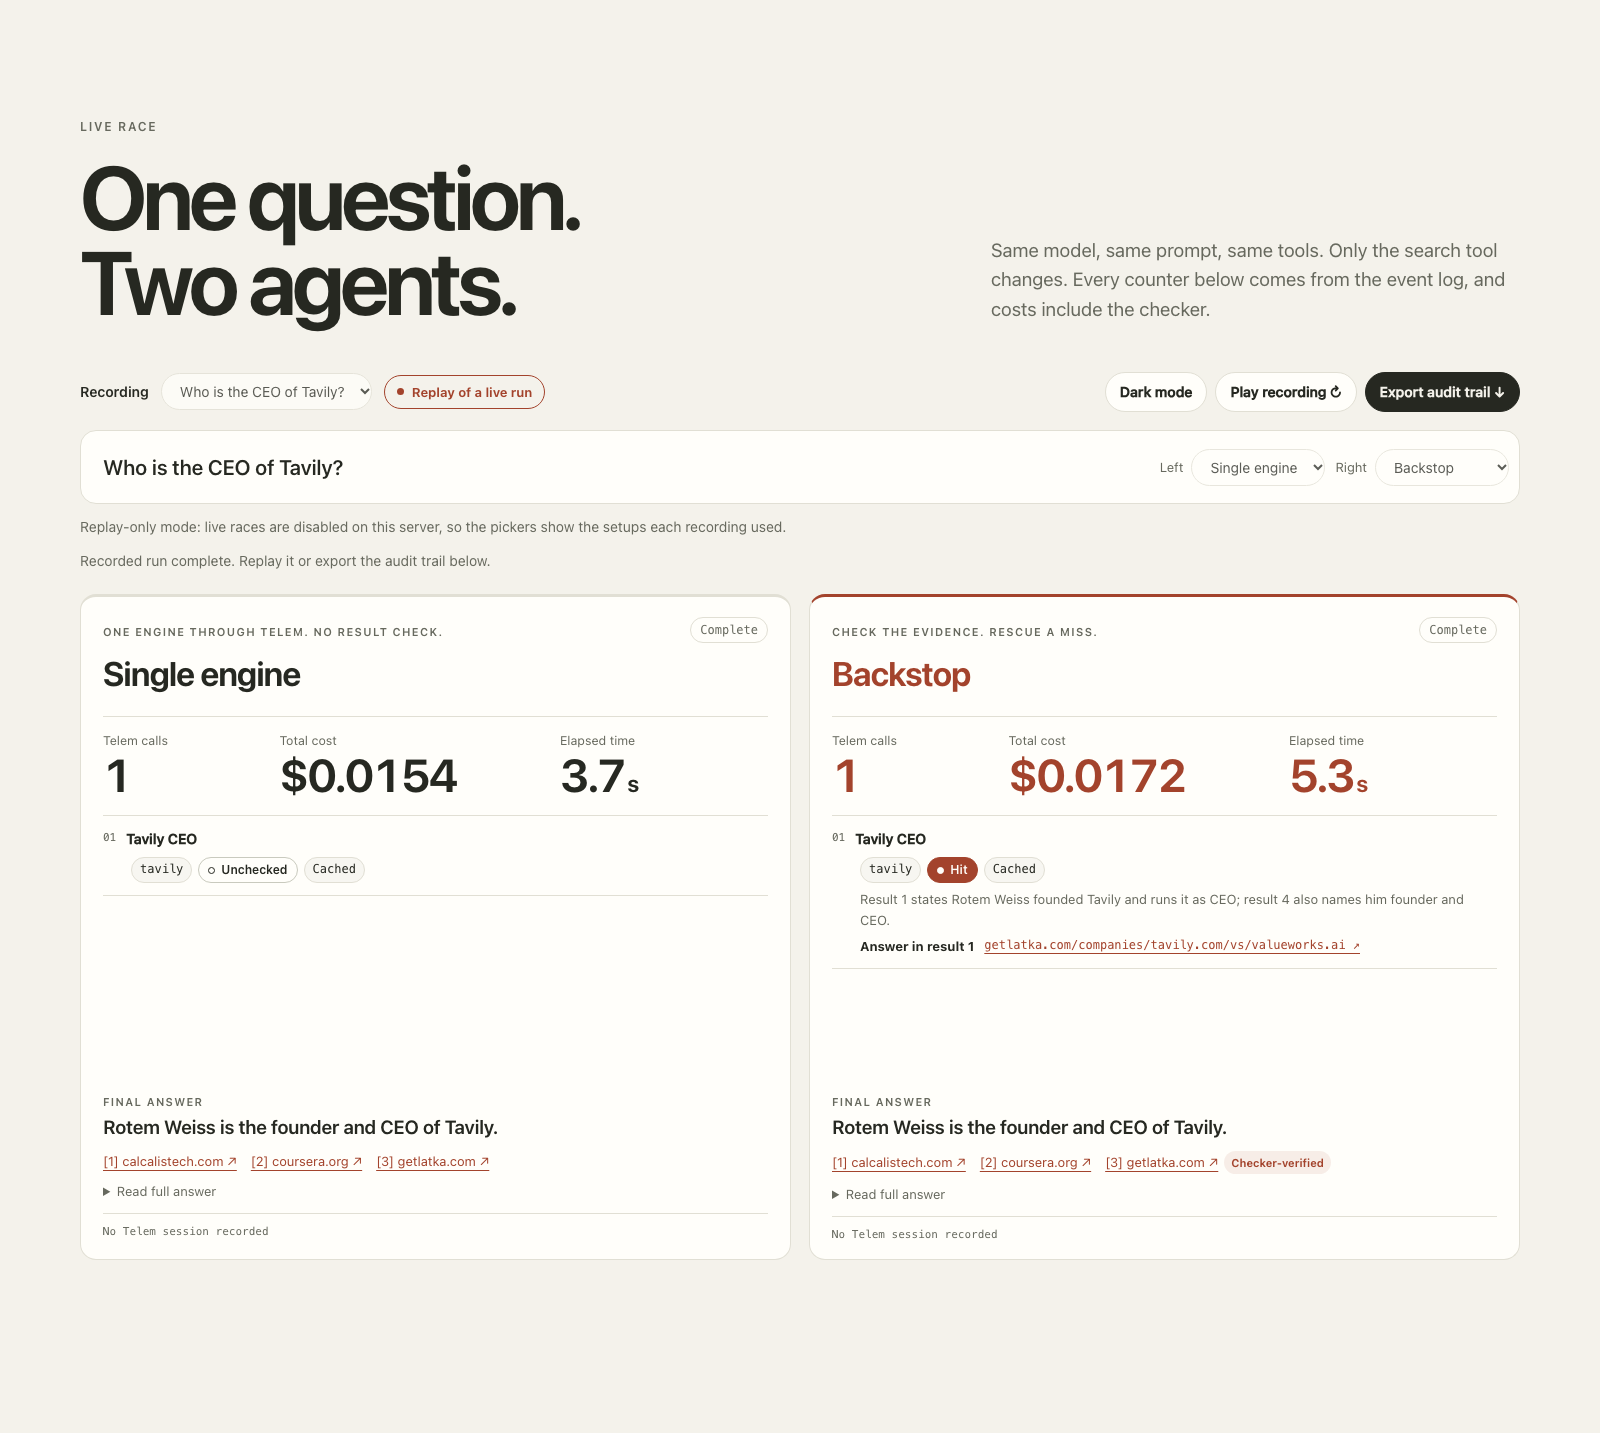 LIVE RACE
One question.
Two agents.
Same model, same prompt, same tools. Only the search tool
changes. Every counter below comes from the event log, and
costs include the checker.
Recording Who is the CEO of Tavily? Replay of a live run Dark mode Play recording ↻ Export audit trail ↓
Who is the CEO of Tavily? Left Single engine Right Backstop
Replay-only mode: live races are disabled on this server, so the pickers show the setups each recording used.
Recorded run complete. Replay it or export the audit trail below.
ONE ENGINE THROUGH TELEM. NO RESULT CHECK. Complete
Single engine
Telem calls Total cost Elapsed time
1 $0.0154 3.7s
01 Tavily CEO
tavily Unchecked Cached
FINAL ANSWER
Rotem Weiss is the founder and CEO of Tavily.
[1] calcalistech.com ↗ [2] coursera.org ↗ [3] getlatka.com ↗
▶ Read full answer
No Telem session recorded
CHECK THE EVIDENCE. RESCUE A MISS. Complete
Backstop
Telem calls Total cost Elapsed time
1 $0.0172 5.3s
01 Tavily CEO
tavily Hit Cached
Result 1 states Rotem Weiss founded Tavily and runs it as CEO; result 4 also names him founder and
CEO.
Answer in result 1 getlatka.com/companies/tavily.com/vs/valueworks.ai ↗
FINAL ANSWER
Rotem Weiss is the founder and CEO of Tavily.
[1] calcalistech.com ↗ [2] coursera.org ↗ [3] getlatka.com ↗ Checker-verified
▶ Read full answer
No Telem session recorded